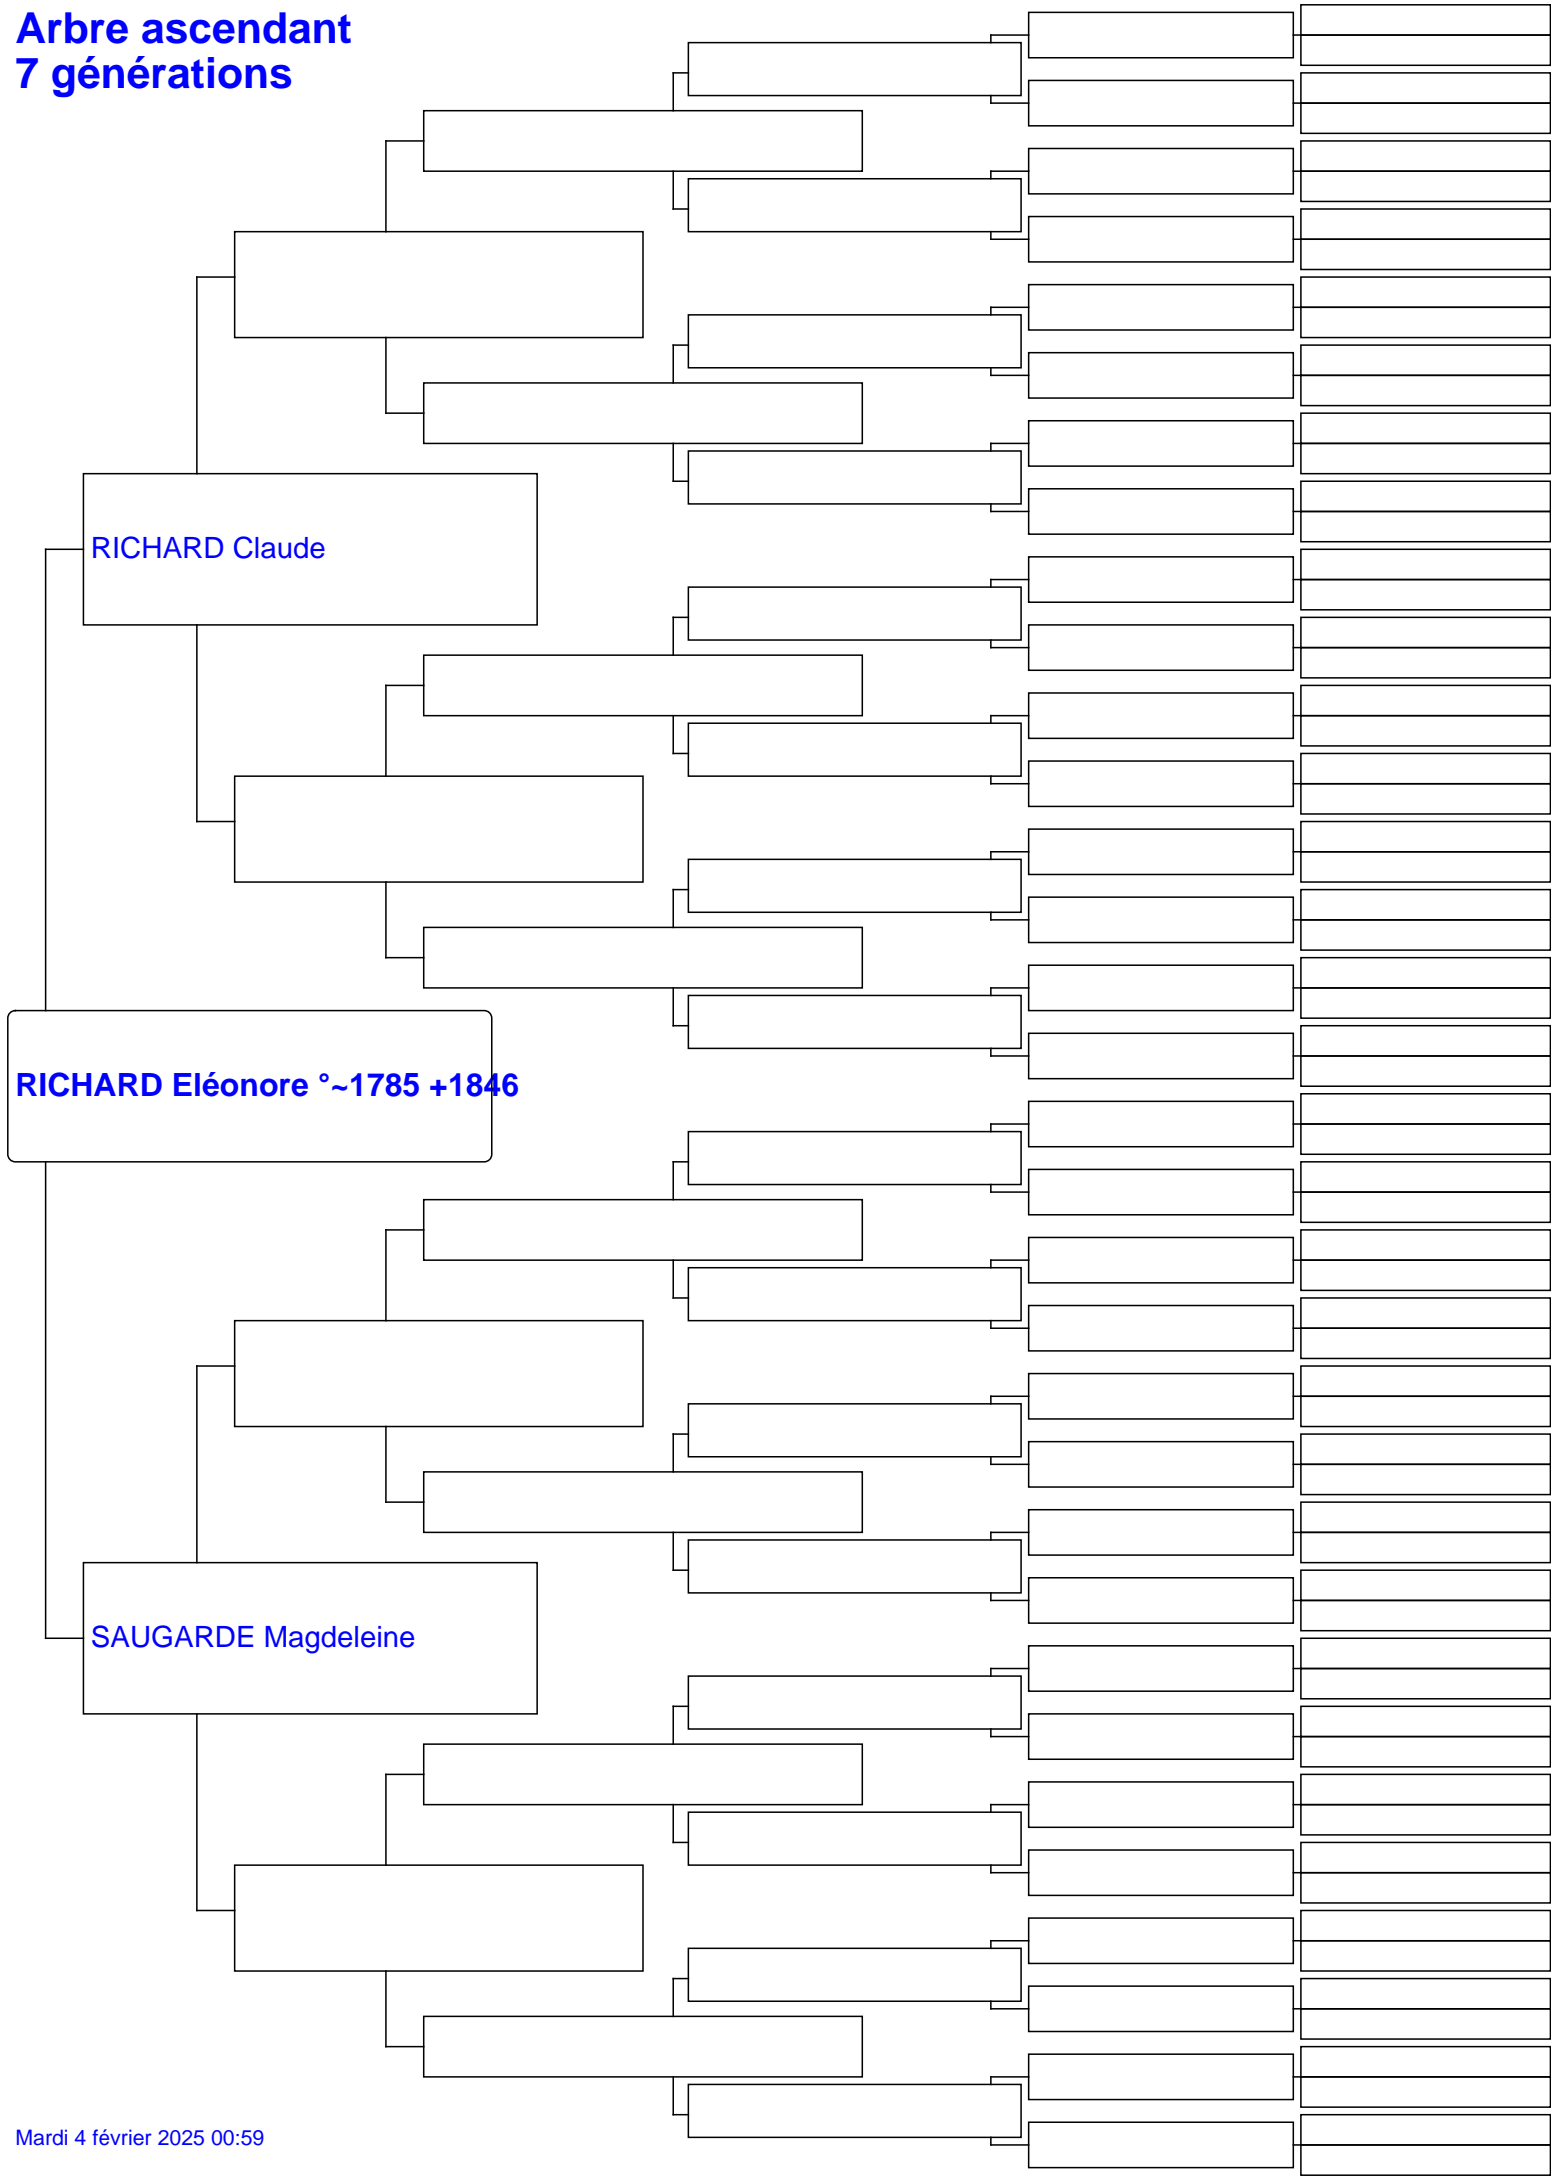 Arbre ascendant
7 générations
RICHARD Claude
RICHARD Eléonore °~1785 +1846
SAUGARDE Magdeleine
Mardi 4 février 2025 00:59